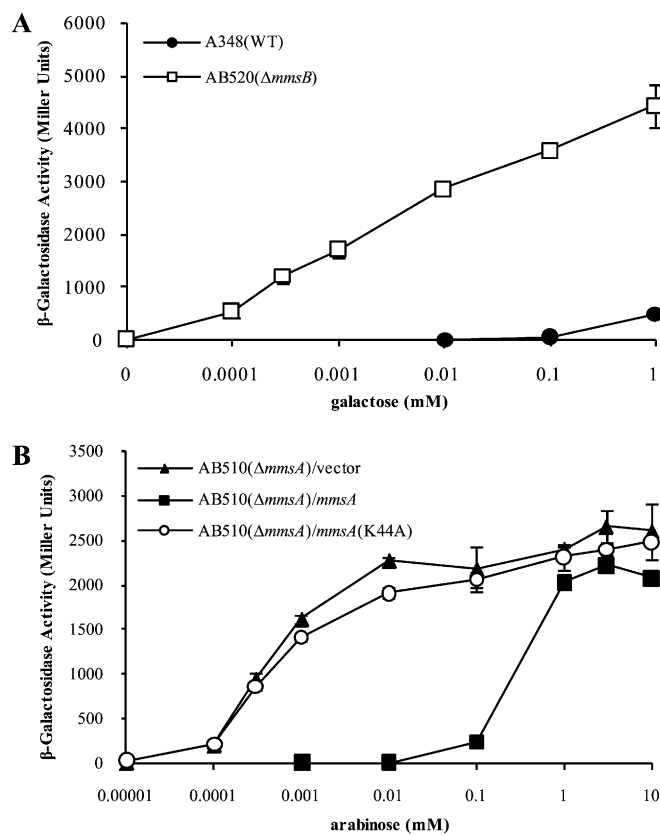 A
β-Galactosidase Activity (Miller Units)
6000
5000
4000
3000
2000
1000
0
A348(WT)
AB520(ΔmmsB)
0 0.0001 0.001 0.01 0.1 1
galactose (mM)
B
β-Galactosidase Activity (Miller Units)
3500
3000
2500
2000
1500
1000
500
0
AB510(ΔmmsA)/vector
AB510(ΔmmsA)/mmsA
AB510(ΔmmsA)/mmsA(K44A)
0.00001 0.0001 0.001 0.01 0.1 1 10
arabinose (mM)